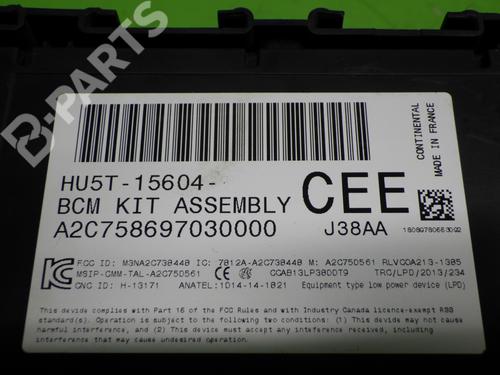 B-PARTS
HU5T-15604-
BCM KIT ASSEMBLY
A2C758697030000
CEE
J38AA
CONTINENTAL
MADE IN FRANCE
FCC ID: M3NA2C73844B IC: 7812A-A2C73844B M: A2C750561 RLVCOA213-1385
MSIP-CMM-TAL-A2C750561 CCAB13LP3800T9 TRC/LPD/2013/234
CNC ID: H-13171 ANATEL:1014-14-1821 Equipment type low power device (LPD)
This device complies with Part 15 of the FCC Rules and with Industry Canada licence-exempt RSS
standard(s). Operation is subject to the following two conditions: (1) This device may not cause
harmful interference, and (2) This device must accept any interference received, including
interference that may cause undesired operation.